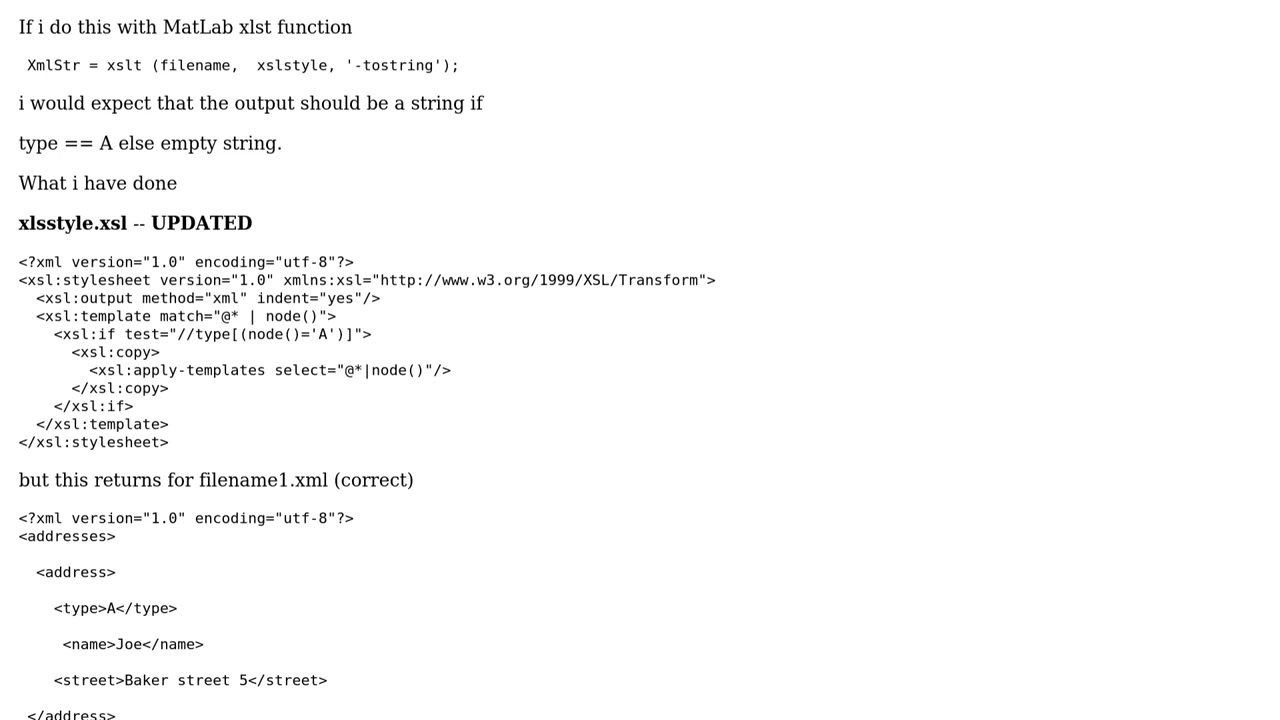 If i do this with MatLab xlst function
XmlStr = xslt (filename,  xslstyle, '-tostring');
i would expect that the output should be a string if
type == A else empty string.
What i have done
xlsstyle.xsl -- UPDATED
<?xml version="1.0" encoding="utf-8"?>
<xsl:stylesheet version="1.0" xmlns:xsl="http://www.w3.org/1999/XSL/Transform">
  <xsl:output method="xml" indent="yes"/>
  <xsl:template match="@* | node()">
    <xsl:if test="//type[(node()='A')]">
      <xsl:copy>
        <xsl:apply-templates select="@*|node()"/>
      </xsl:copy>
    </xsl:if>
  </xsl:template>
</xsl:stylesheet>
but this returns for filename1.xml (correct)
<?xml version="1.0" encoding="utf-8"?>
<addresses>
  <address>
    <type>A</type>
     <name>Joe</name>
    <street>Baker street 5</street>
 </address>